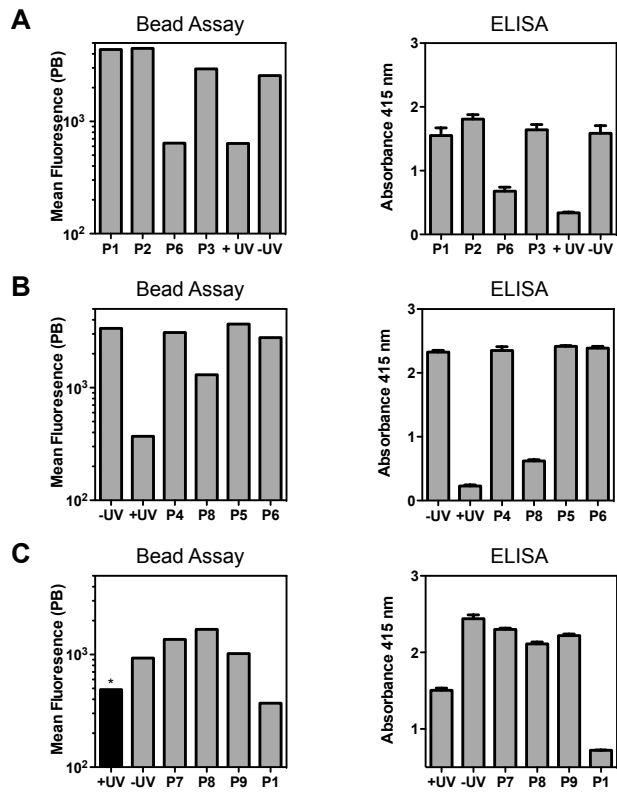 A
Bead Assay
ELISA
Mean Fluoresence (PB)
10³
10²
P1 P2 P6 P3 + UV -UV
Absorbance 415 nm
3
2
1
0
P1 P2 P6 P3 + UV -UV
B
Bead Assay
ELISA
Mean Fluoresence (PB)
10³
10²
-UV +UV P4 P8 P5 P6
Absorbance 415 nm
3
2
1
0
-UV +UV P4 P8 P5 P6
C
Bead Assay
ELISA
Mean Fluoresence (PB)
10³
10²
*
+UV -UV P7 P8 P9 P1
Absorbance 415 nm
3
2
1
+UV -UV P7 P8 P9 P1